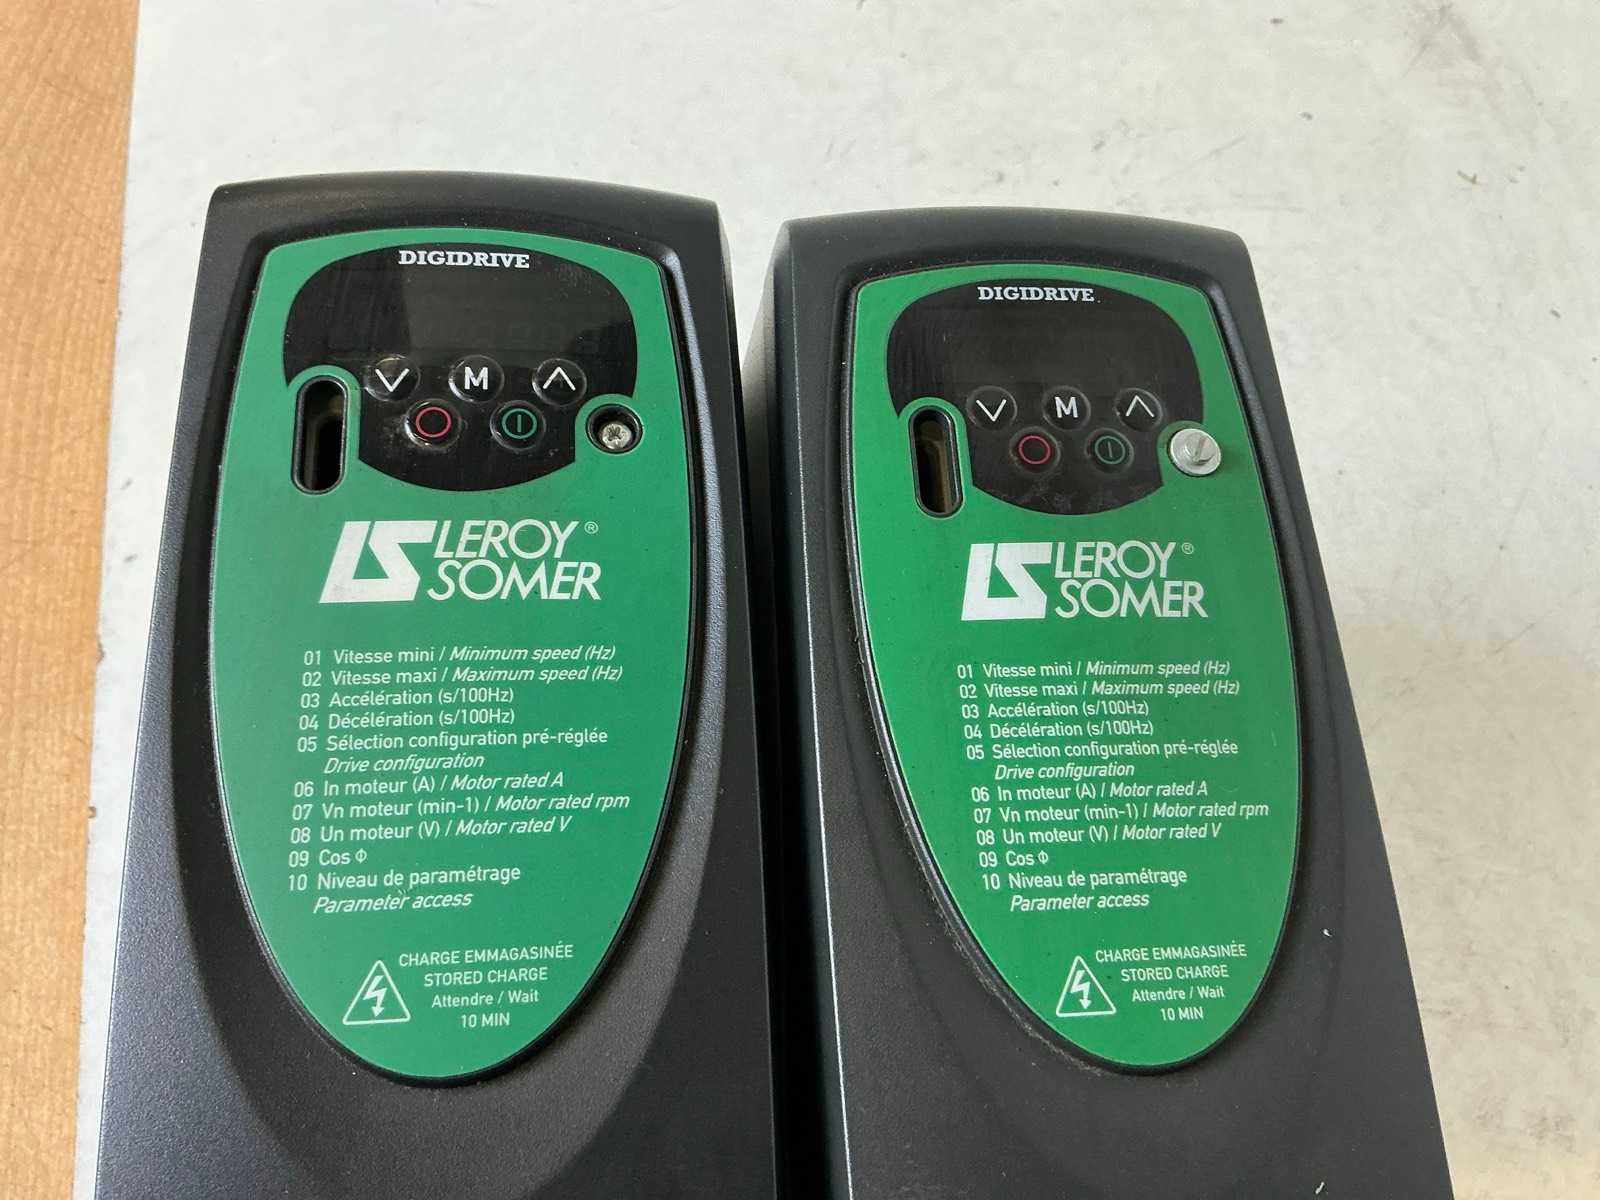 DIGIDRIVE
V M Λ
LEROY®
SOMER
01 Vitesse mini / Minimum speed (Hz)
02 Vitesse maxi / Maximum speed (Hz)
03 Accélération (s/100Hz)
04 Décélération (s/100Hz)
05 Sélection configuration pré-réglée
Drive configuration
06 In moteur (A) / Motor rated A
07 Vn moteur (min-1) / Motor rated rpm
08 Un moteur (V) / Motor rated V
09 Cos Φ
10 Niveau de paramétrage
Parameter access
CHARGE EMMAGASINÉE
STORED CHARGE
Attendre / Wait
10 MIN
DIGIDRIVE
V M Λ
LEROY®
SOMER
01 Vitesse mini / Minimum speed (Hz)
02 Vitesse maxi / Maximum speed (Hz)
03 Accélération (s/100Hz)
04 Décélération (s/100Hz)
05 Sélection configuration pré-réglée
Drive configuration
06 In moteur (A) / Motor rated A
07 Vn moteur (min-1) / Motor rated rpm
08 Un moteur (V) / Motor rated V
09 Cos Φ
10 Niveau de paramétrage
Parameter access
CHARGE EMMAGASINÉE
STORED CHARGE
Attendre / Wait
10 MIN